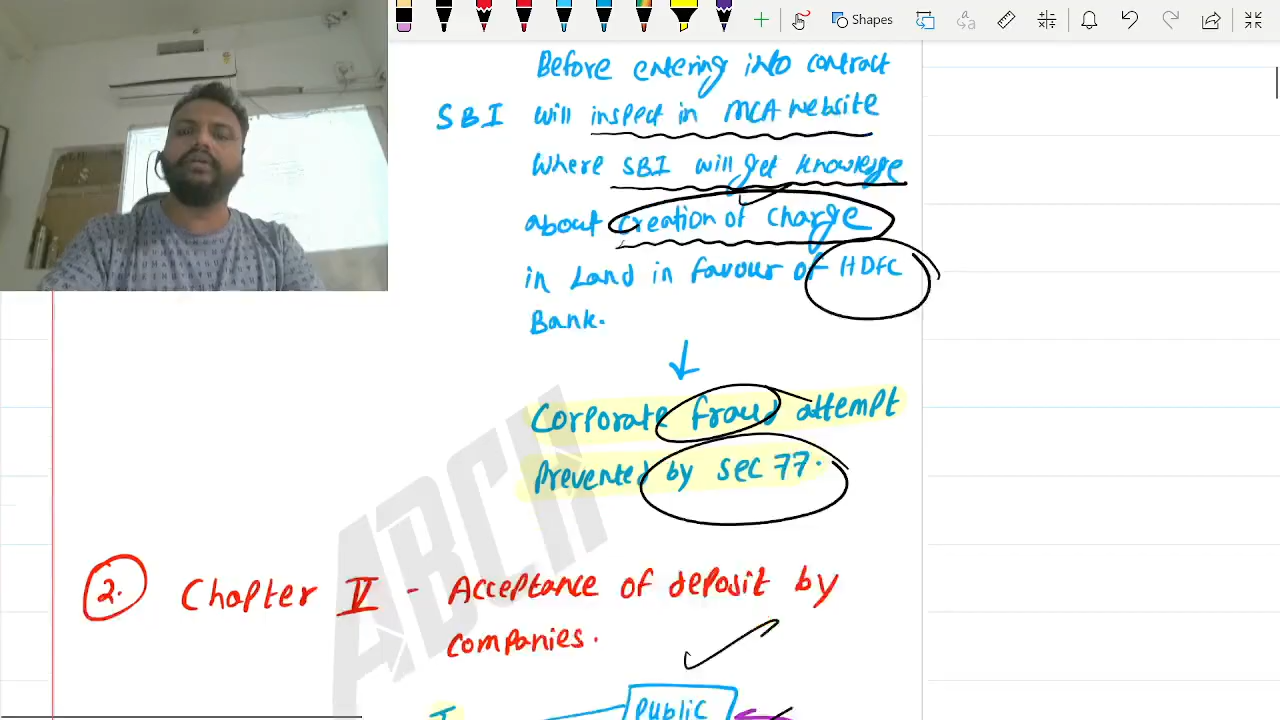 Shapes
Before entering into contract
SBI will inspect in MCA website
Where SBI will get knowledge
about creation of charge
in Land in favour of HDFC
Bank.
Corporate fraud attempt
Prevented by Sec 77.
2. Chapter V - Acceptance of deposit by
companies.
Public